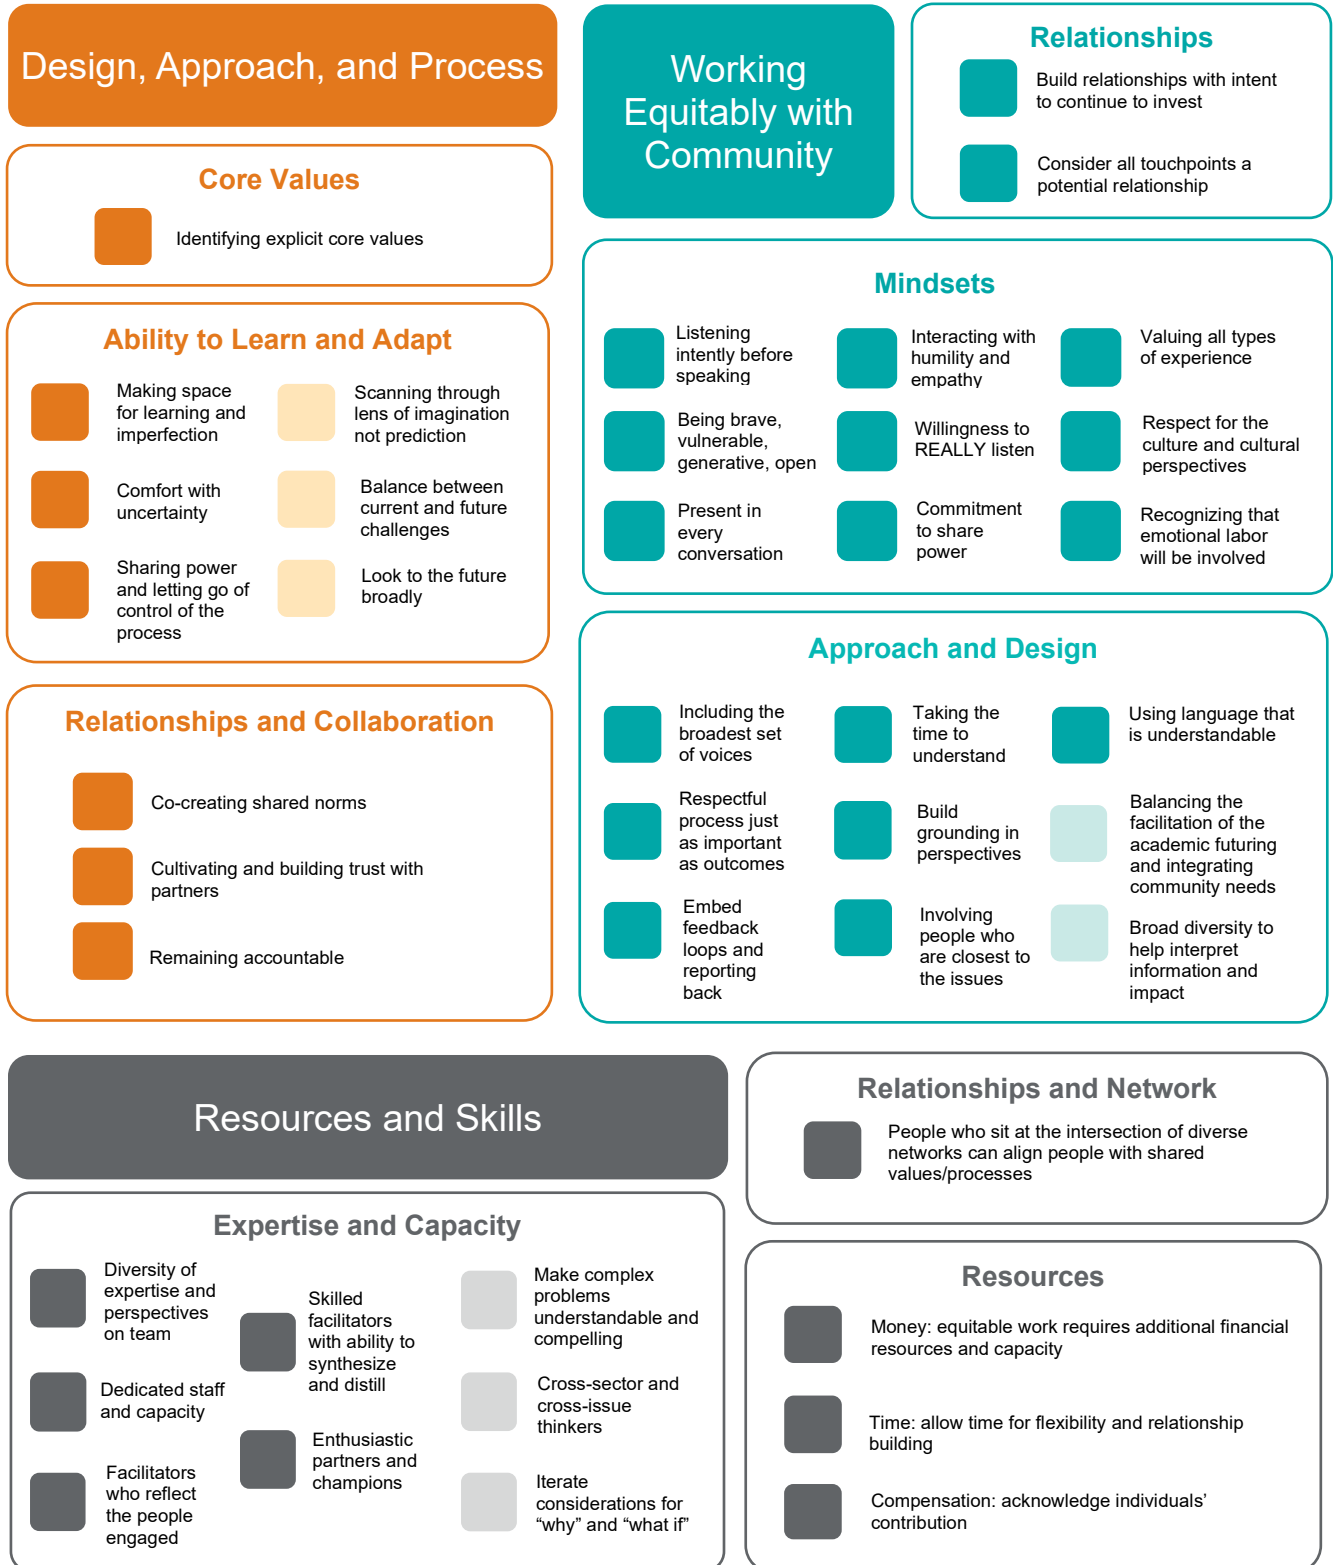 Design, Approach, and Process
Core Values
Identifying explicit core values
Ability to Learn and Adapt
Making space
for learning and
imperfection
Comfort with
uncertainty
Sharing power
and letting go of
control of the
process
Scanning through
lens of imagination
not prediction
Balance between
current and future
challenges
Look to the future
broadly
Relationships and Collaboration
Co-creating shared norms
Cultivating and building trust with
partners
Remaining accountable
Working
Equitably with
Community
Relationships
Build relationships with intent
to continue to invest
Consider all touchpoints a
potential relationship
Mindsets
Listening
intently before
speaking
Being brave,
vulnerable,
generative, open
Present in
every
conversation
Interacting with
humility and
empathy
Willingness to
REALLY listen
Commitment
to share
power
Valuing all types
of experience
Respect for the
culture and cultural
perspectives
Recognizing that
emotional labor
will be involved
Approach and Design
Including the
broadest set
of voices
Respectful
process just
as important
as outcomes
Embed
feedback
loops and
reporting
back
Taking the
time to
understand
Build
grounding in
perspectives
Involving
people who
are closest to
the issues
Using language that
is understandable
Balancing the
facilitation of the
academic futuring
and integrating
community needs
Broad diversity to
help interpret
information and
impact
Resources and Skills
Expertise and Capacity
Diversity of
expertise and
perspectives
on team
Dedicated staff
and capacity
Facilitators
who reflect
the people
engaged
Skilled
facilitators
with ability to
synthesize
and distill
Enthusiastic
partners and
champions
Make complex
problems
understandable and
compelling
Cross-sector and
cross-issue
thinkers
Iterate
considerations for
“why” and “what if”
Relationships and Network
People who sit at the intersection of diverse
networks can align people with shared
values/processes
Resources
Money: equitable work requires additional financial
resources and capacity
Time: allow time for flexibility and relationship
building
Compensation: acknowledge individuals’
contribution